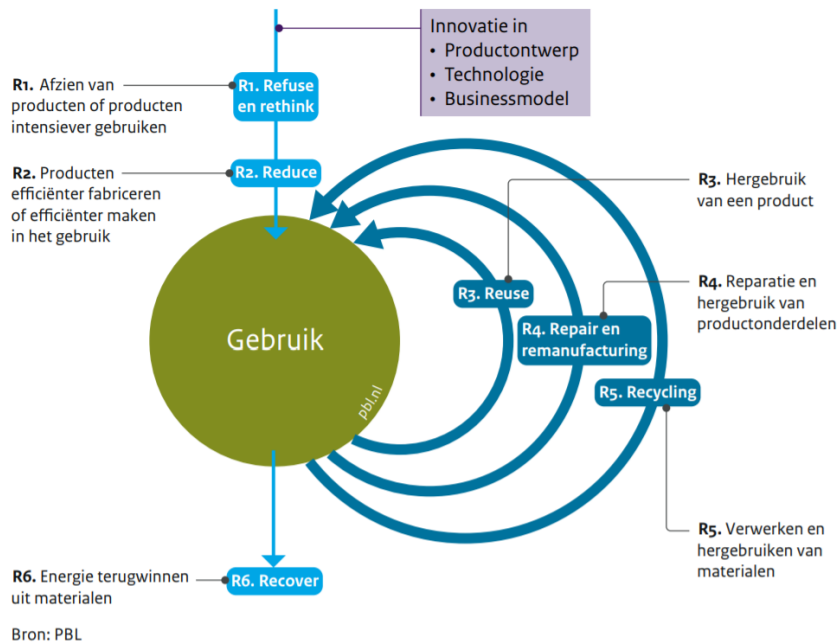 Innovatie in
• Productontwerp
• Technologie
• Businessmodel
R1. Afzien van
producten of producten
intensiever gebruiken
R1. Refuse
en rethink
R2. Producten
efficiënter fabriceren
of efficiënter maken
in het gebruik
R2. Reduce
R3. Hergebruik
van een product
R3. Reuse
R4. Reparatie en
hergebruik van
productonderdelen
R4. Repair en
remanufacturing
Gebruik
pbl.nl
R5. Recycling
R5. Verwerken en
hergebruiken van
materialen
R6. Energie terugwinnen
uit materialen
R6. Recover
Bron: PBL